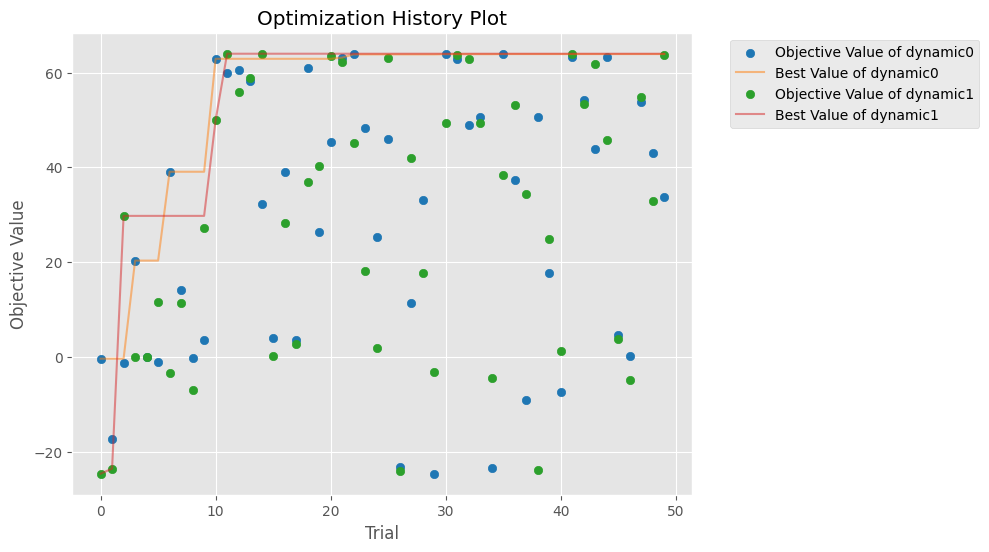 Optimization History Plot
Objective Value of dynamic0
Best Value of dynamic0
Objective Value of dynamic1
Best Value of dynamic1
Objective Value
60
40
20
0
−20
0 10 20 30 40 50
Trial